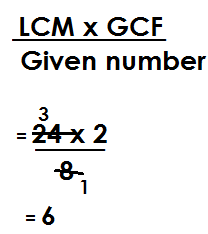 LCM x GCF
Given number
3
= 24 x 2
8
1
= 6